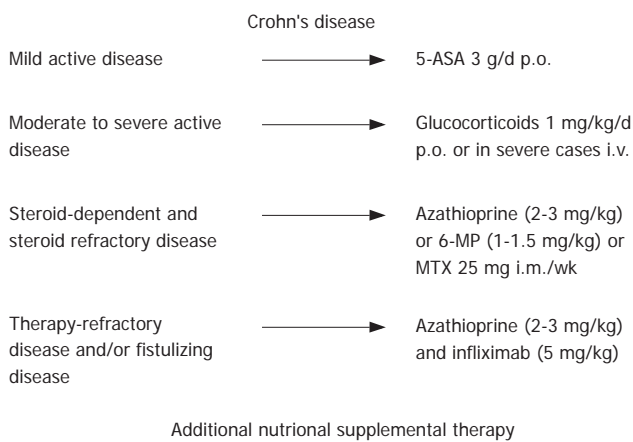 Crohn's disease
Mild active disease
5-ASA 3 g/d p.o.
Moderate to severe active
disease
Glucocorticoids 1 mg/kg/d
p.o. or in severe cases i.v.
Steroid-dependent and
steroid refractory disease
Azathioprine (2-3 mg/kg)
or 6-MP (1-1.5 mg/kg) or
MTX 25 mg i.m./wk
Therapy-refractory
disease and/or fistulizing
disease
Azathioprine (2-3 mg/kg)
and infliximab (5 mg/kg)
Additional nutrional supplemental therapy